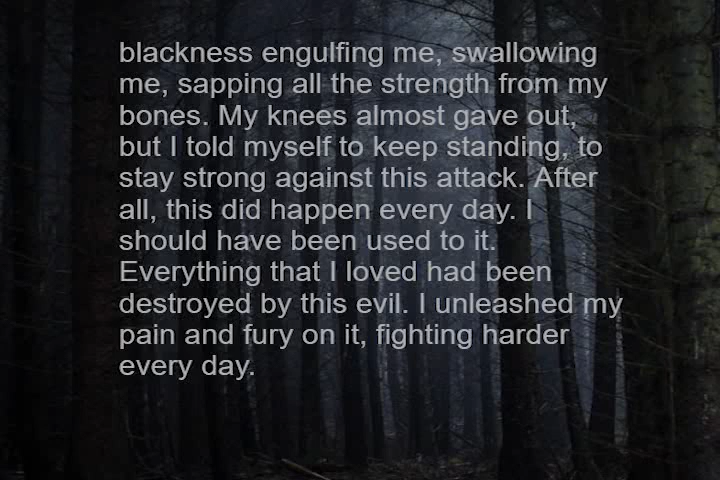 blackness engulfing me, swallowing
me, sapping all the strength from my
bones. My knees almost gave out,
but I told myself to keep standing, to
stay strong against this attack. After
all, this did happen every day. I
should have been used to it.
Everything that I loved had been
destroyed by this evil. I unleashed my
pain and fury on it, fighting harder
every day.